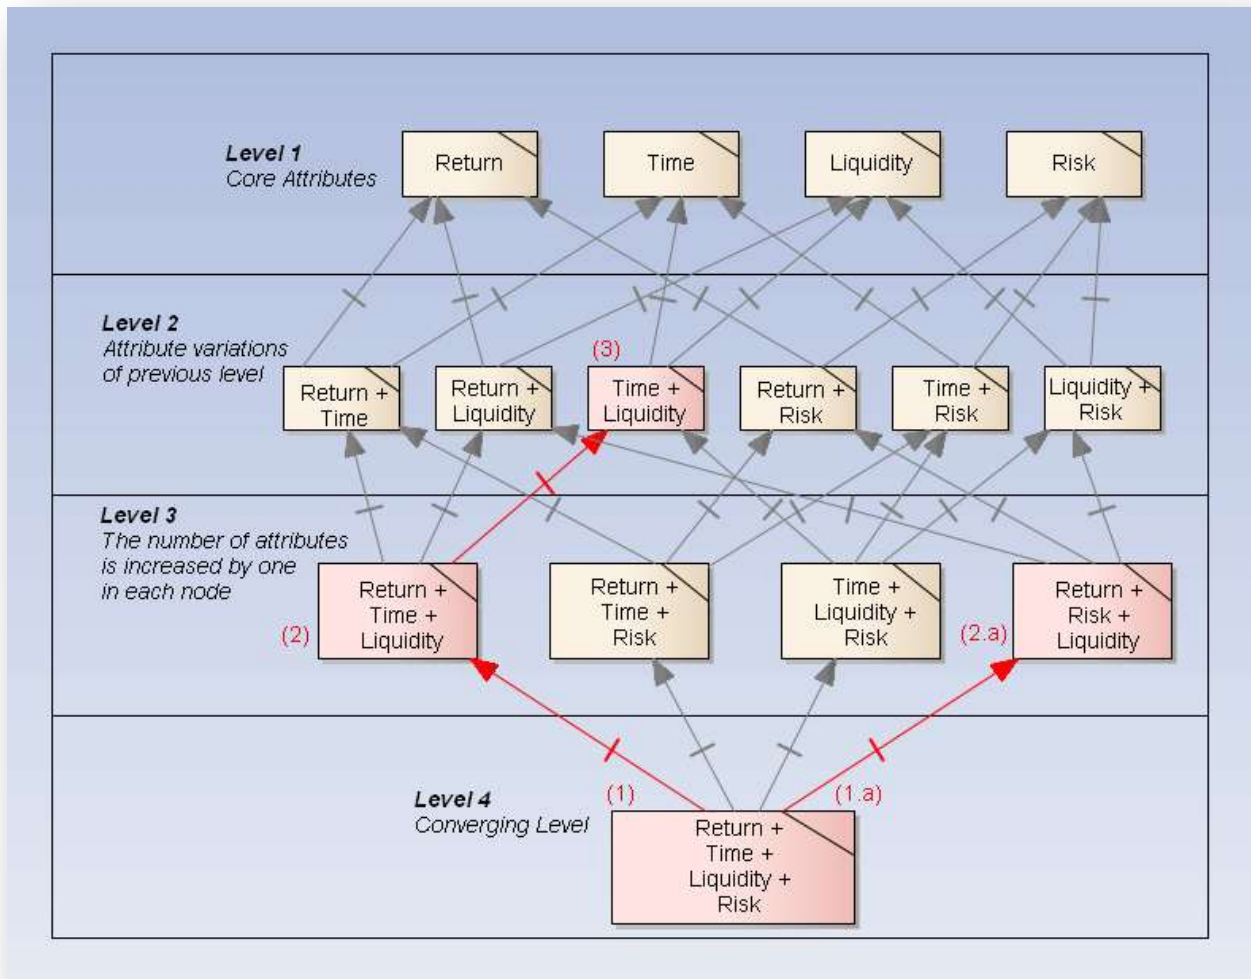 Level 1
Core Attributes
Return
Time
Liquidity
Risk
Level 2
Attribute variations
of previous level
(3)
Return +
Time
Return +
Liquidity
Time +
Liquidity
Return +
Risk
Time +
Risk
Liquidity +
Risk
Level 3
The number of attributes
is increased by one
in each node
(2)
Return +
Time +
Liquidity
Return +
Time +
Risk
Time +
Liquidity +
Risk
(2.a)
Return +
Risk +
Liquidity
Level 4
Converging Level
(1)
(1.a)
Return +
Time +
Liquidity +
Risk